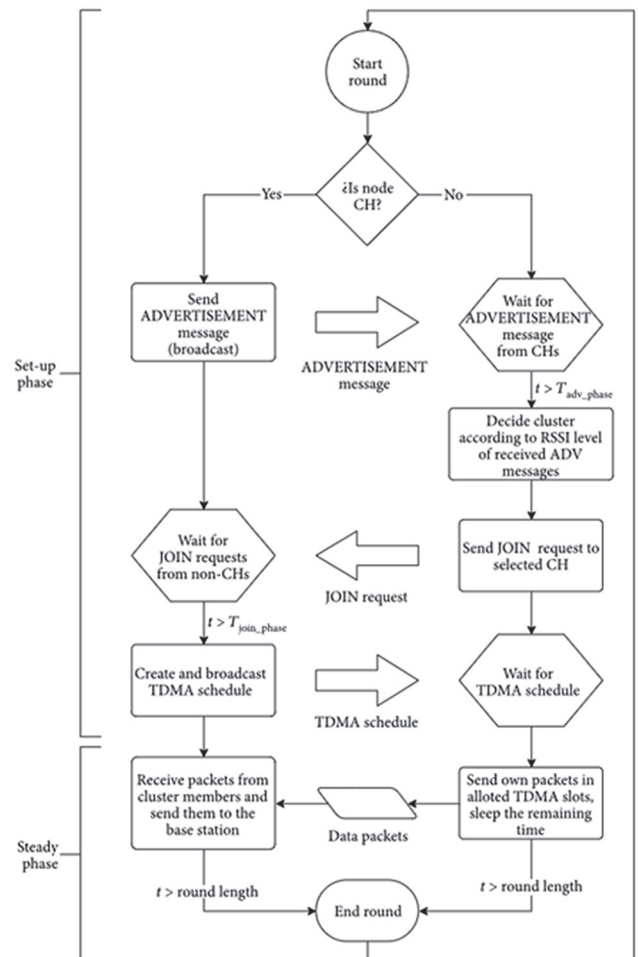 Start
round
¿Is node
CH?
Yes
No
Send
ADVERTISEMENT
message
(broadcast)
ADVERTISEMENT
message
Wait for
ADVERTISEMENT
message
from CHs
t > Tadv_phase
Set-up
phase
Decide cluster
according to RSSI level
of received ADV
messages
Wait for
JOIN requests
from non-CHs
JOIN request
Send JOIN request to
selected CH
t > Tjoin_phase
Create and broadcast
TDMA schedule
TDMA schedule
Wait for
TDMA schedule
Receive packets from
cluster members and
send them to the
base station
Data packets
Send own packets in
alloted TDMA slots,
sleep the remaining
time
Steady
phase
t > round length
t > round length
End round